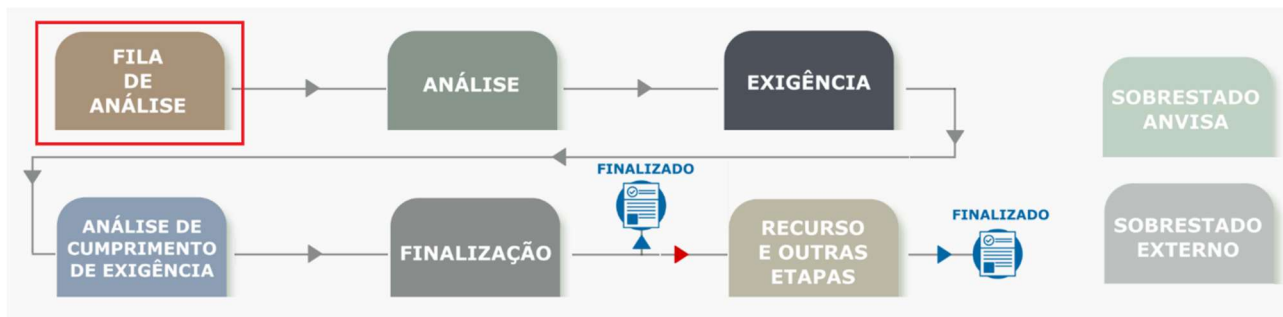 FILA
DE
ANÁLISE
ANÁLISE
EXIGÊNCIA
SOBRESTADO
ANVISA
FINALIZADO
ANÁLISE DE
CUMPRIMENTO
DE EXIGÊNCIA
FINALIZAÇÃO
RECURSO
E OUTRAS
ETAPAS
FINALIZADO
SOBRESTADO
EXTERNO